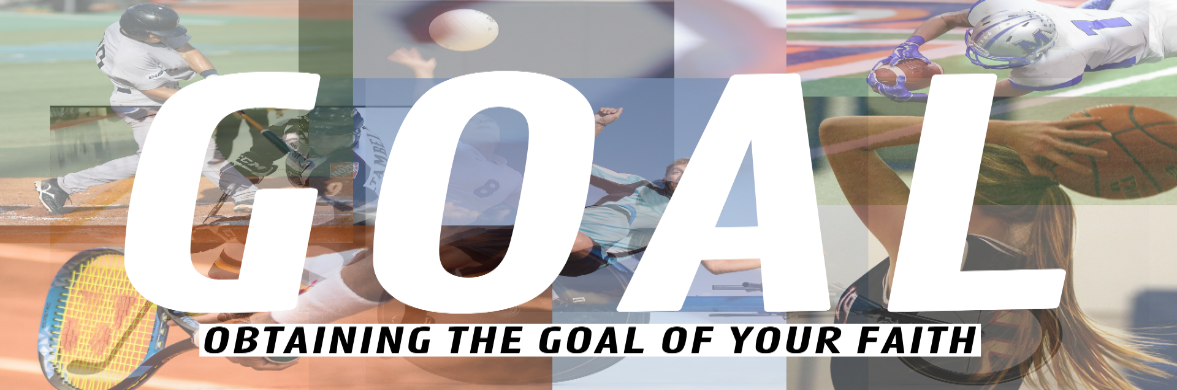 GOAL
OBTAINING THE GOAL OF YOUR FAITH